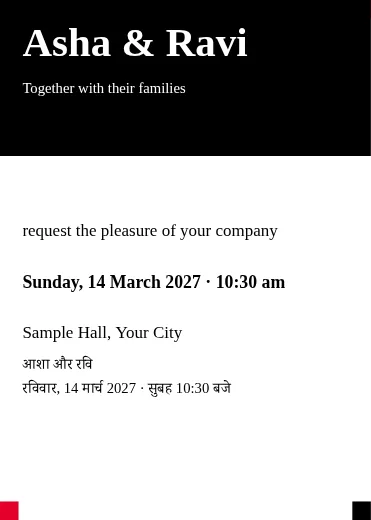 Asha & Ravi
Together with their families
request the pleasure of your company
Sunday, 14 March 2027 · 10:30 am
Sample Hall, Your City
आशा और रवि
रविवार, 14 मार्च 2027 · सुबह 10:30 बजे